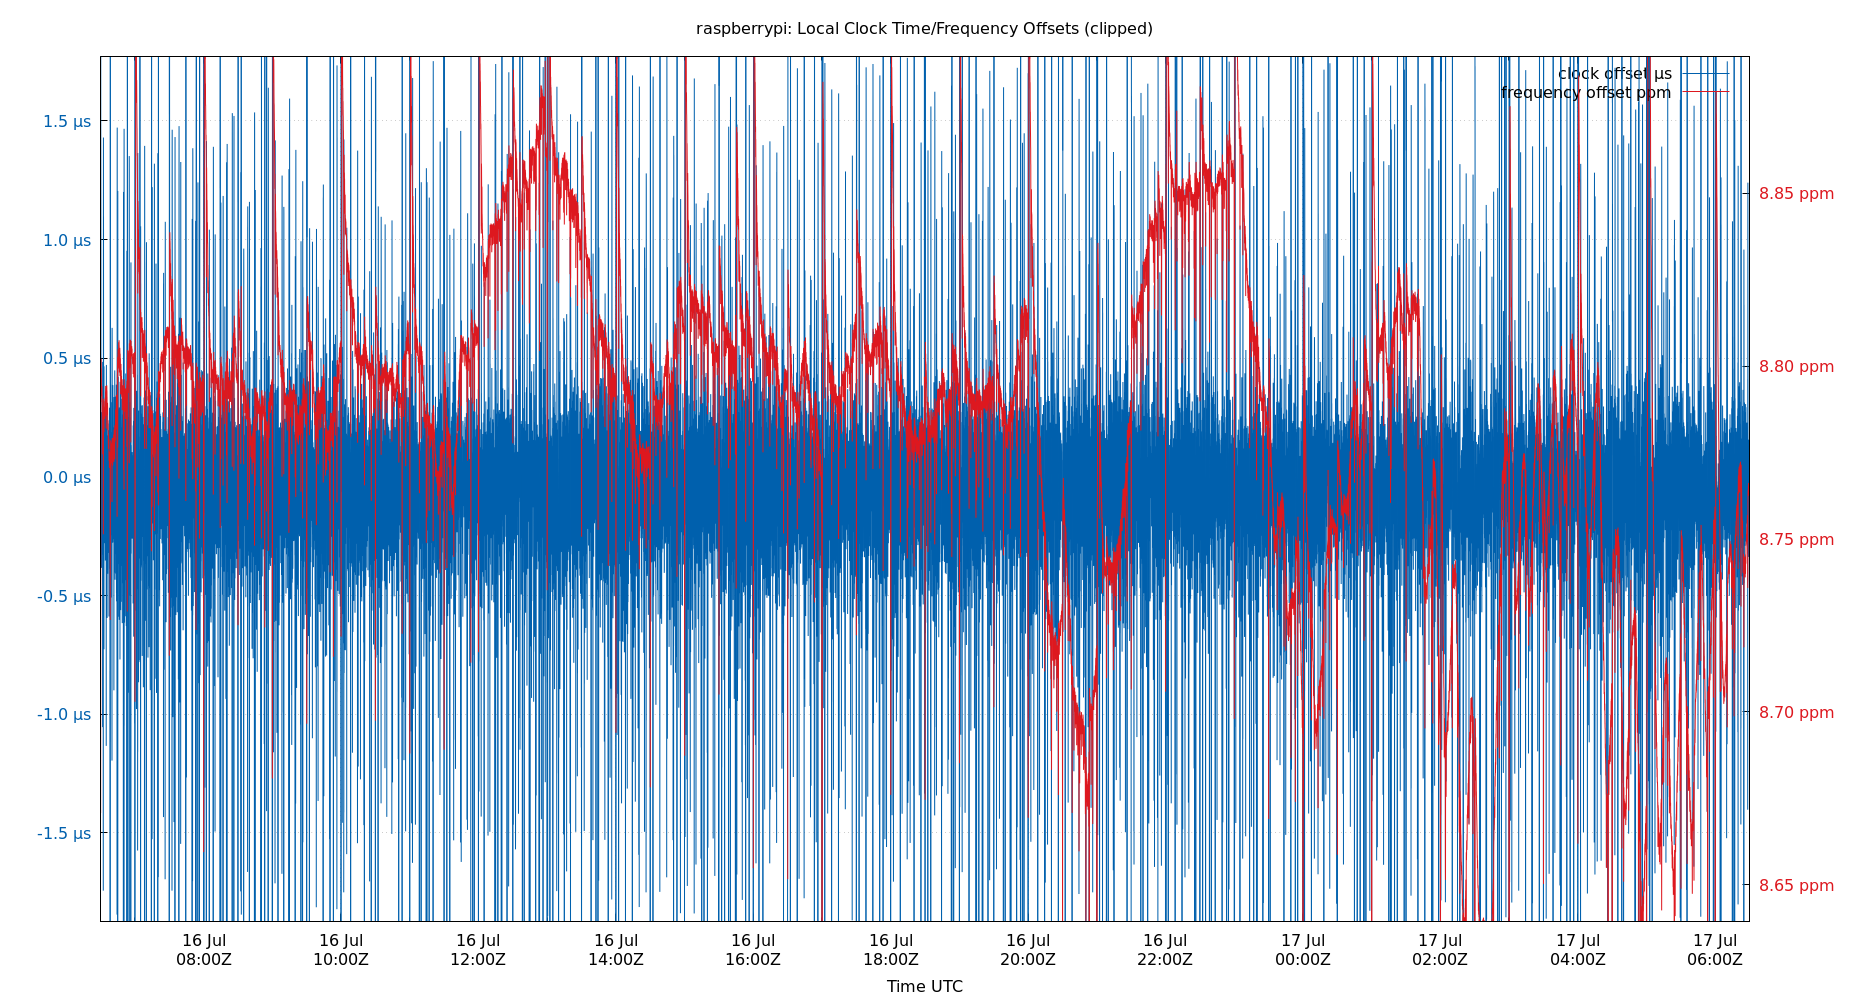 raspberrypi: Local Clock Time/Frequency Offsets (clipped)
clock offset µs
frequency offset ppm
1.5 µs
1.0 µs
0.5 µs
0.0 µs
-0.5 µs
-1.0 µs
-1.5 µs
8.85 ppm
8.80 ppm
8.75 ppm
8.70 ppm
8.65 ppm
16 Jul 16 Jul 16 Jul 16 Jul 16 Jul 16 Jul 16 Jul 16 Jul 17 Jul 17 Jul 17 Jul 17 Jul
08:00Z 10:00Z 12:00Z 14:00Z 16:00Z 18:00Z 20:00Z 22:00Z 00:00Z 02:00Z 04:00Z 06:00Z
Time UTC